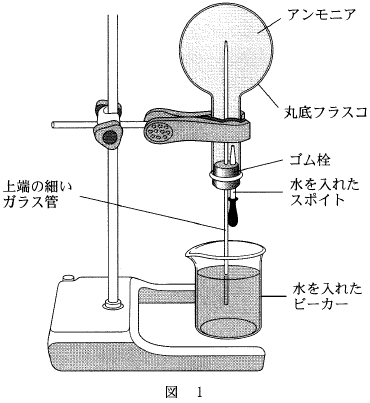 アンモニア
丸底フラスコ
ゴム栓
水を入れた
スポイト
上端の細い
ガラス管
水を入れた
ビーカー
図 1